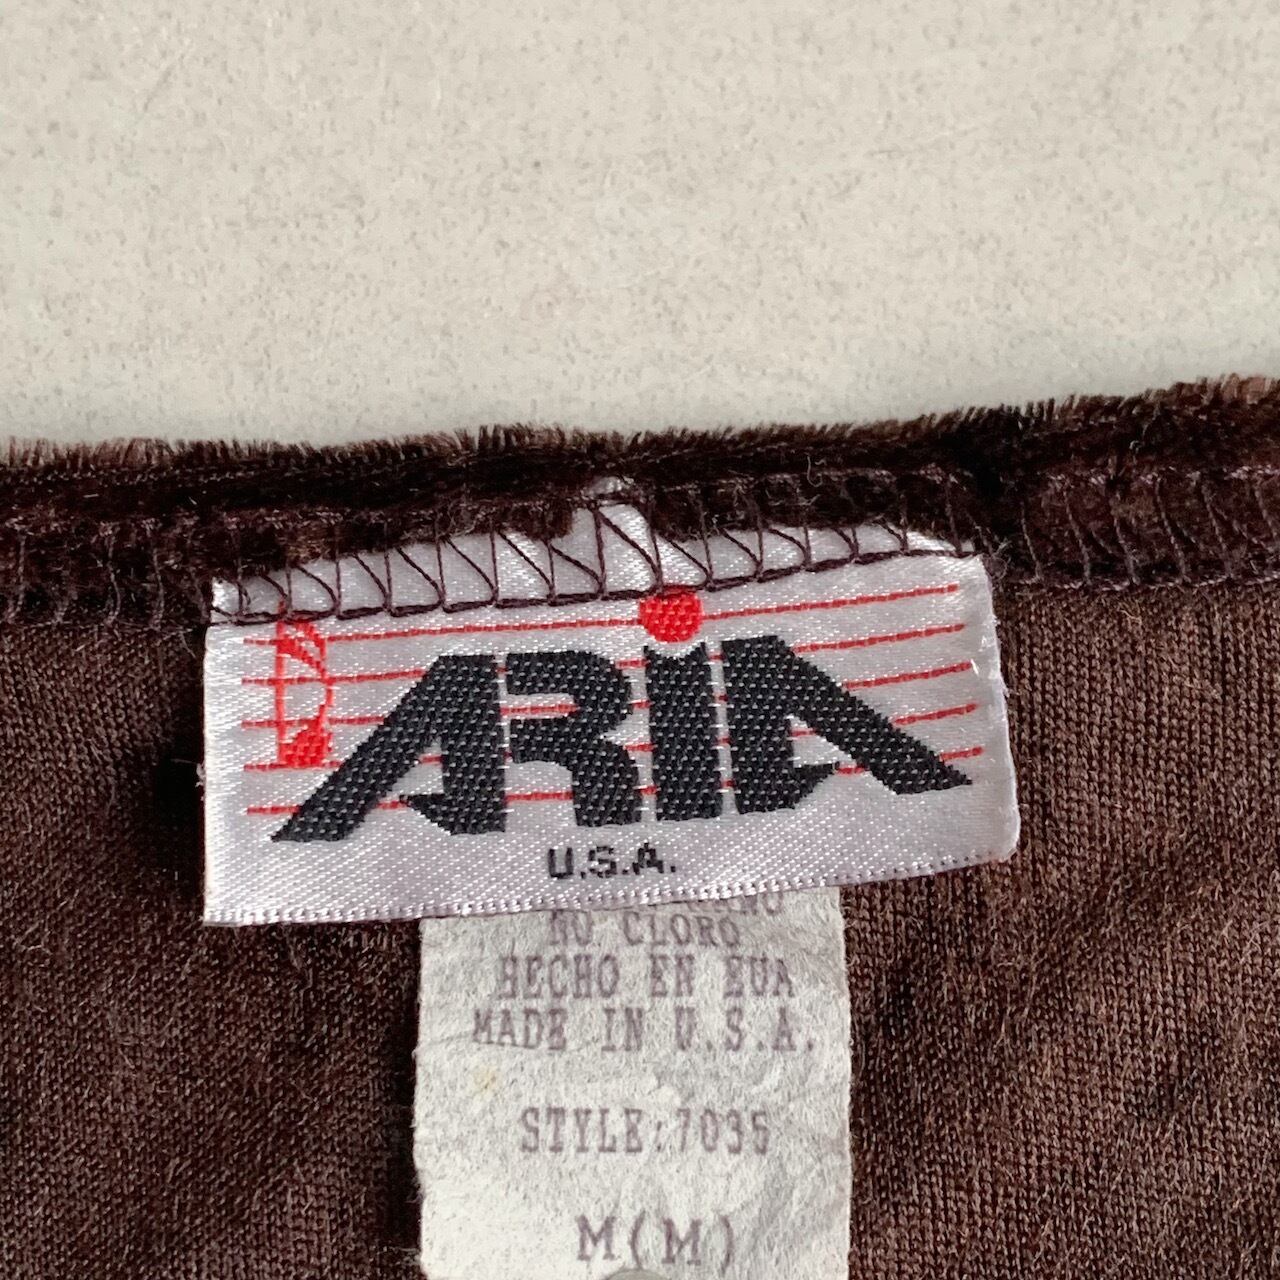 ARiA
U.S.A.
NO CLORO
HECHO EN EUA
MADE IN U.S.A.
STYLE:7035
M(M)